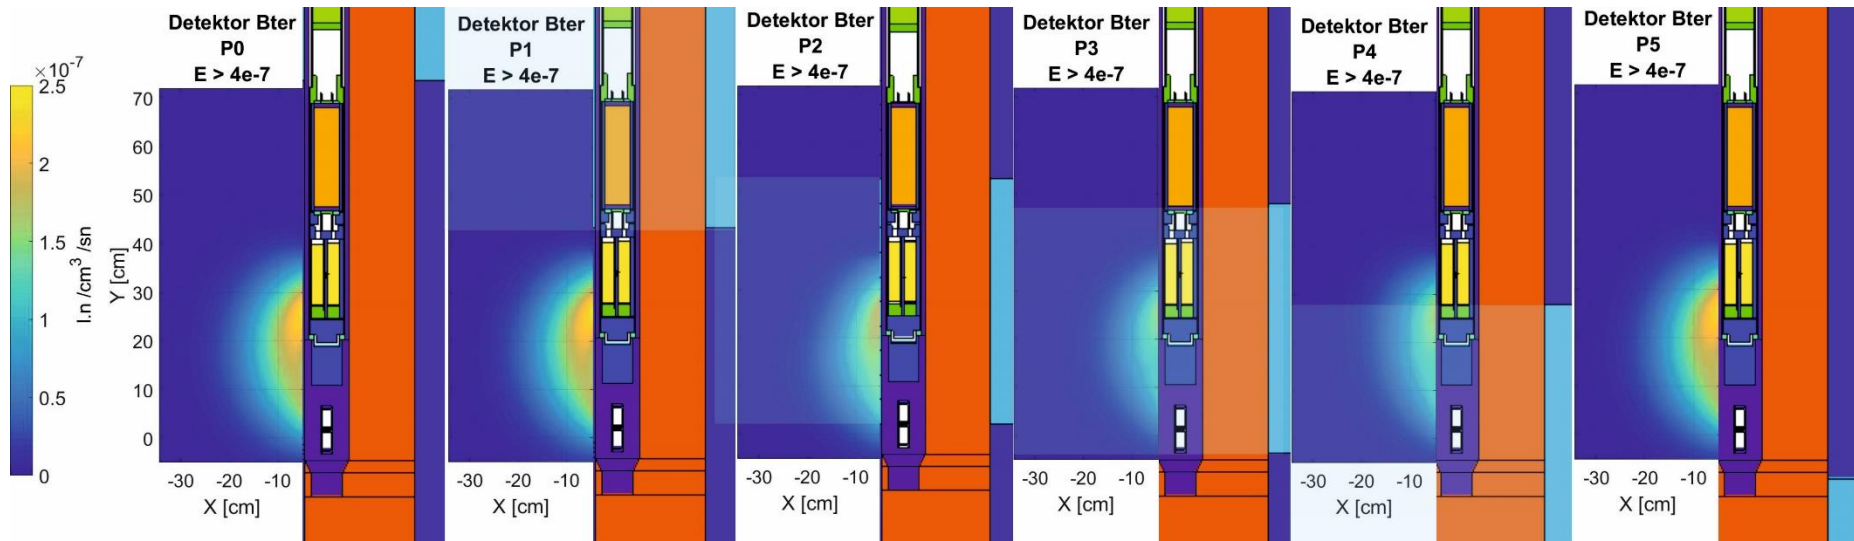 Detektor Bter
P0
E > 4e-7
Detektor Bter
P1
E > 4e-7
Detektor Bter
P2
E > 4e-7
Detektor Bter
P3
E > 4e-7
Detektor Bter
P4
E > 4e-7
Detektor Bter
P5
E > 4e-7
×10⁻⁷
2.5
2
1.5
1
0.5
0
I.n /cm³ /sn
Y [cm]
70
60
50
40
30
20
10
0
-30 -20 -10
X [cm]
-30 -20 -10
X [cm]
-30 -20 -10
X [cm]
-30 -20 -10
X [cm]
-30 -20 -10
X [cm]
-30 -20 -10
X [cm]